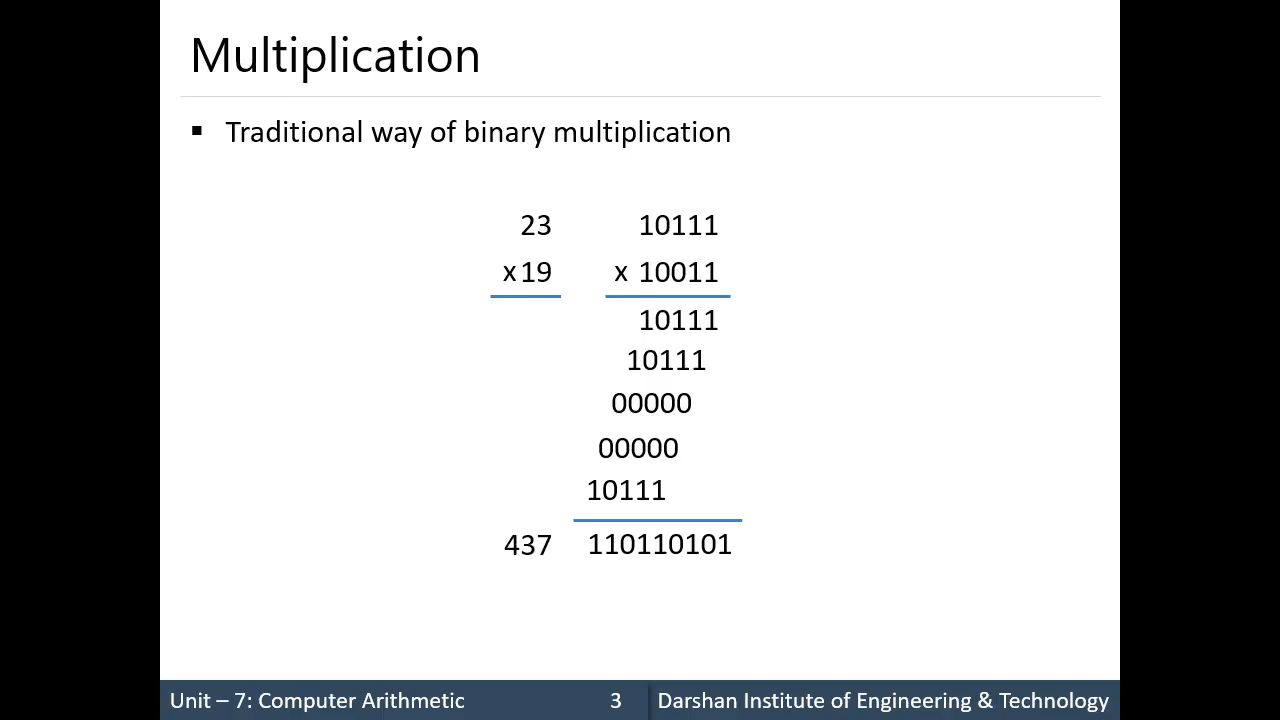 Multiplication
▪ Traditional way of binary multiplication
23 10111
x 19 x 10011
10111
10111
00000
00000
10111
437 110110101
Unit – 7: Computer Arithmetic 3 Darshan Institute of Engineering & Technology